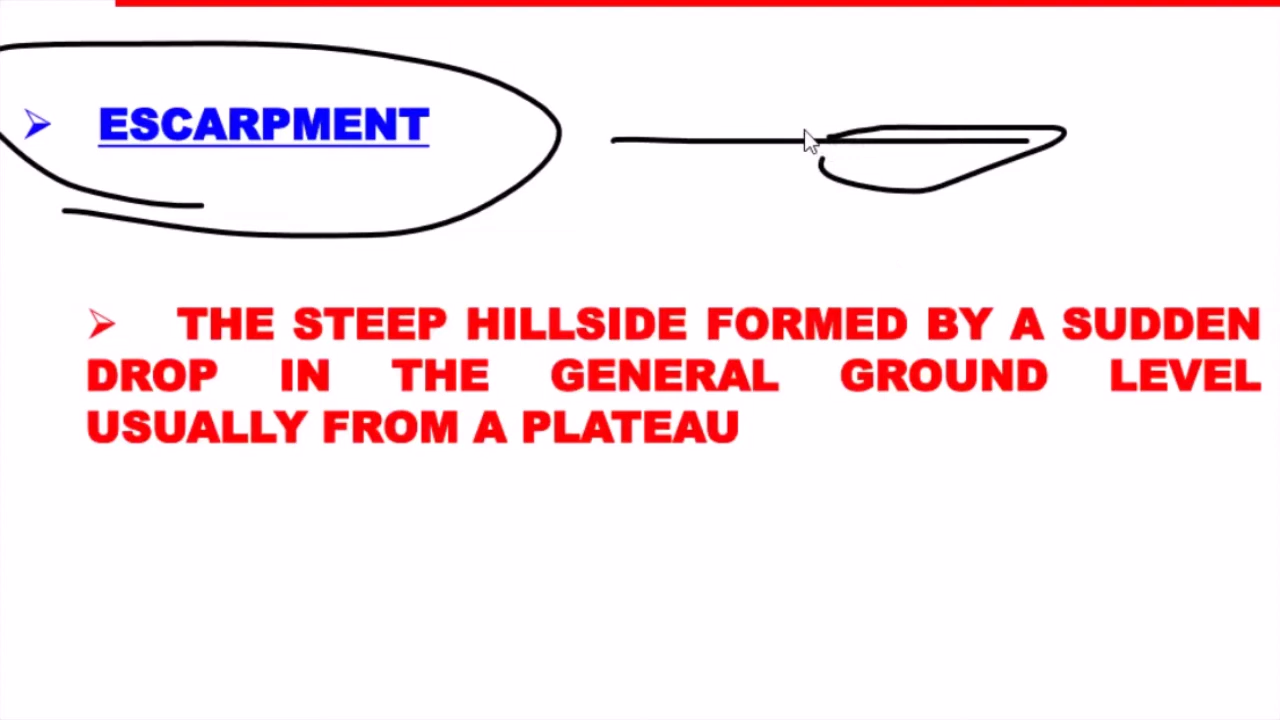 ESCARPMENT
THE STEEP HILLSIDE FORMED BY A SUDDEN
DROP IN THE GENERAL GROUND LEVEL
USUALLY FROM A PLATEAU